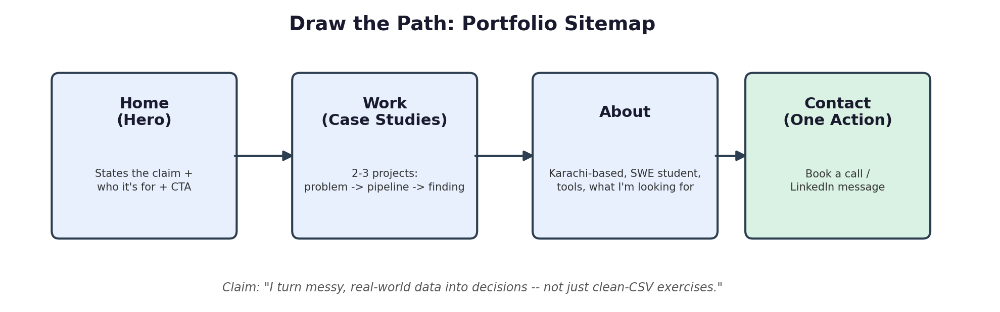 Draw the Path: Portfolio Sitemap
Home
(Hero)
States the claim +
who it's for + CTA
Work
(Case Studies)
2-3 projects:
problem -> pipeline -> finding
About
Karachi-based, SWE student,
tools, what I'm looking for
Contact
(One Action)
Book a call /
LinkedIn message
Claim: "I turn messy, real-world data into decisions -- not just clean-CSV exercises."